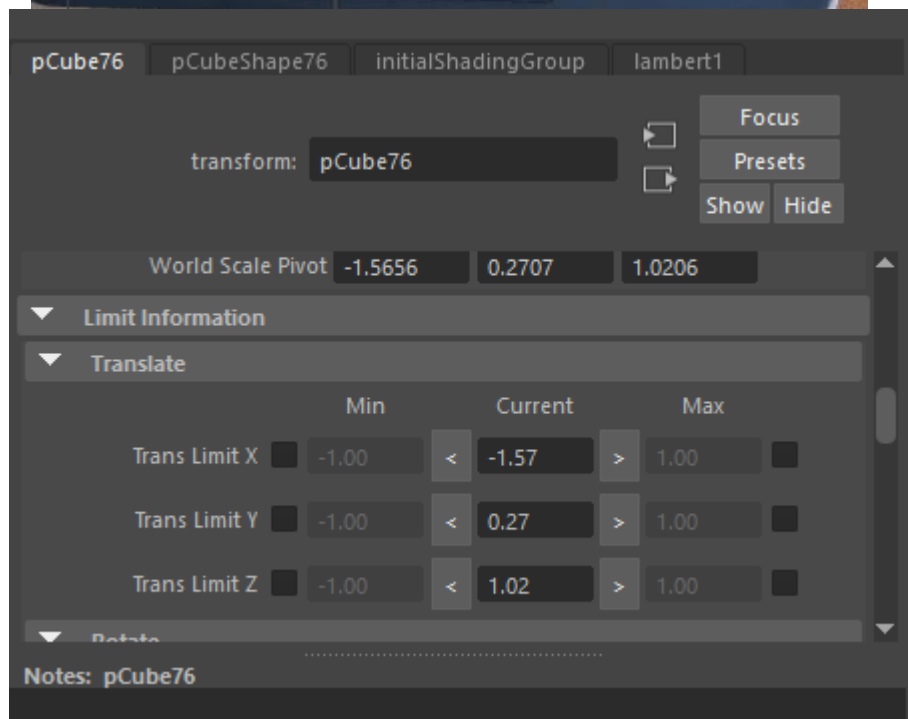 pCube76 pCubeShape76 initialShadingGroup lambert1
Focus
transform: pCube76 Presets
Show Hide
World Scale Pivot -1.5656 0.2707 1.0206
Limit Information
Translate
Min Current Max
Trans Limit X -1.00 < -1.57 > 1.00
Trans Limit Y -1.00 < 0.27 > 1.00
Trans Limit Z -1.00 < 1.02 > 1.00
Rotate
Notes: pCube76